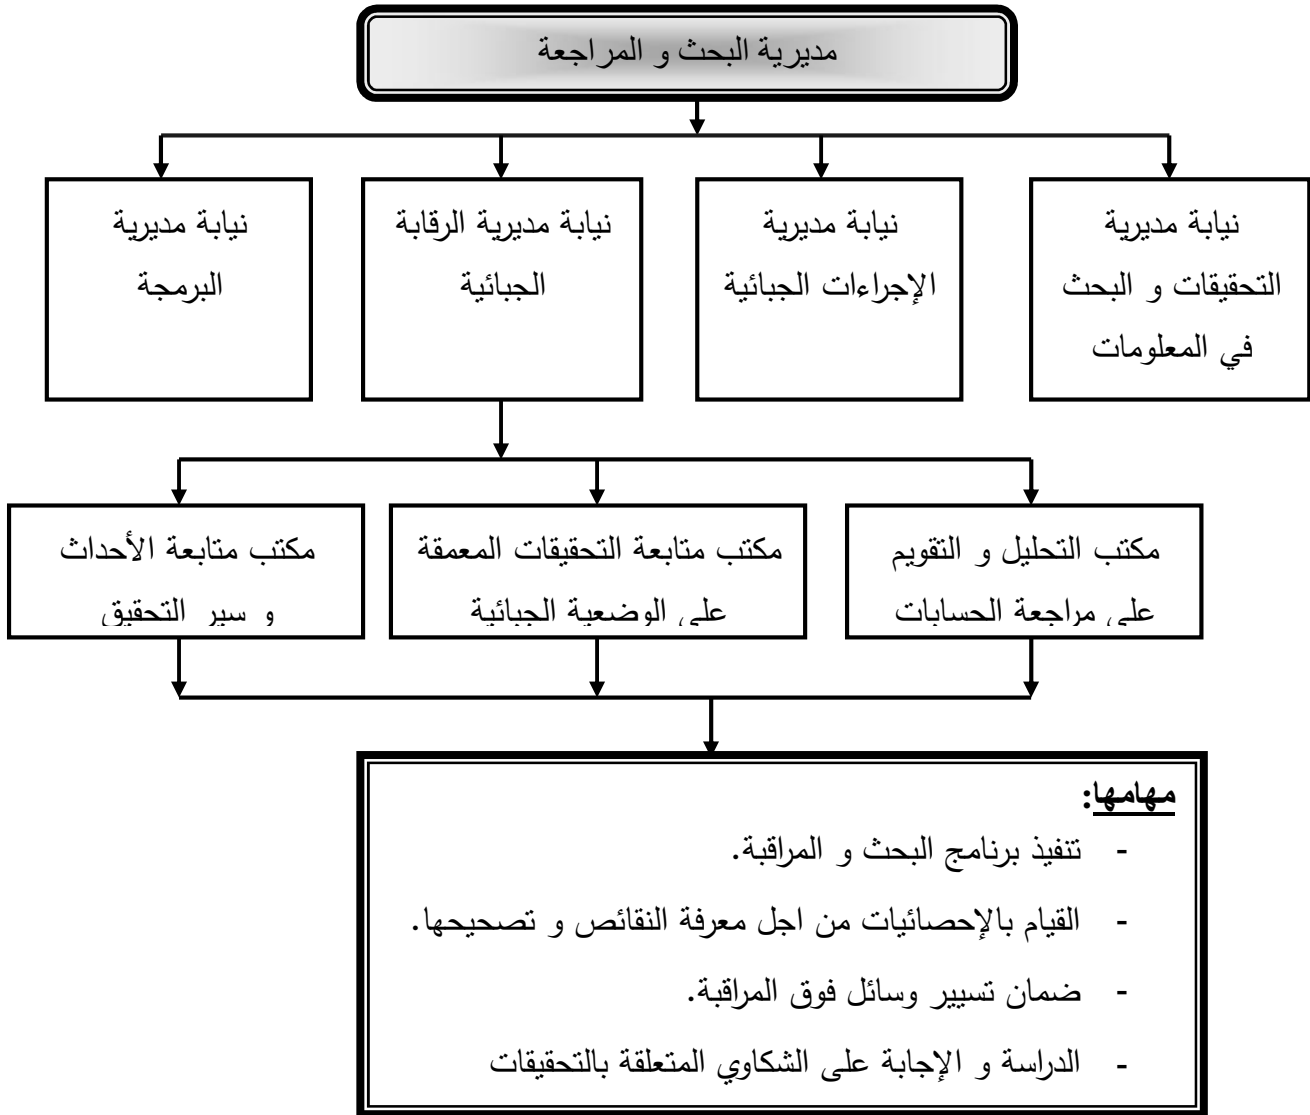 مديرية البحث و المراجعة
نيابة مديرية
التحقيقات و البحث
في المعلومات
نيابة مديرية
الإجراءات الجبائية
نيابة مديرية الرقابة
الجبائية
نيابة مديرية
البرمجة
مكتب التحليل و التقويم
على مراجعة الحسابات
مكتب متابعة التحقيقات المعمقة
على الوضعية الجبائية
مكتب متابعة الأحداث
و سير التحقيق
مهامها:
- تنفيذ برنامج البحث و المراقبة.
- القيام بالإحصائيات من اجل معرفة النقائص و تصحيحها.
- ضمان تسيير وسائل فوق المراقبة.
- الدراسة و الإجابة على الشكاوي المتعلقة بالتحقيقات